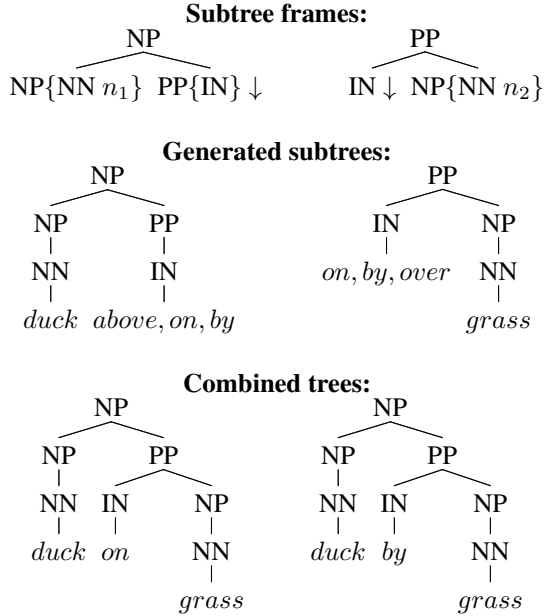 Subtree frames:
NP PP
NP{NN n₁} PP{IN} ↓ IN ↓ NP{NN n₂}
Generated subtrees:
NP PP
NP PP IN NP
NN IN on, by, over NN
duck above, on, by grass
Combined trees:
NP NP
NP PP NP PP
NN IN NP NN IN NP
duck on NN duck by NN
grass grass